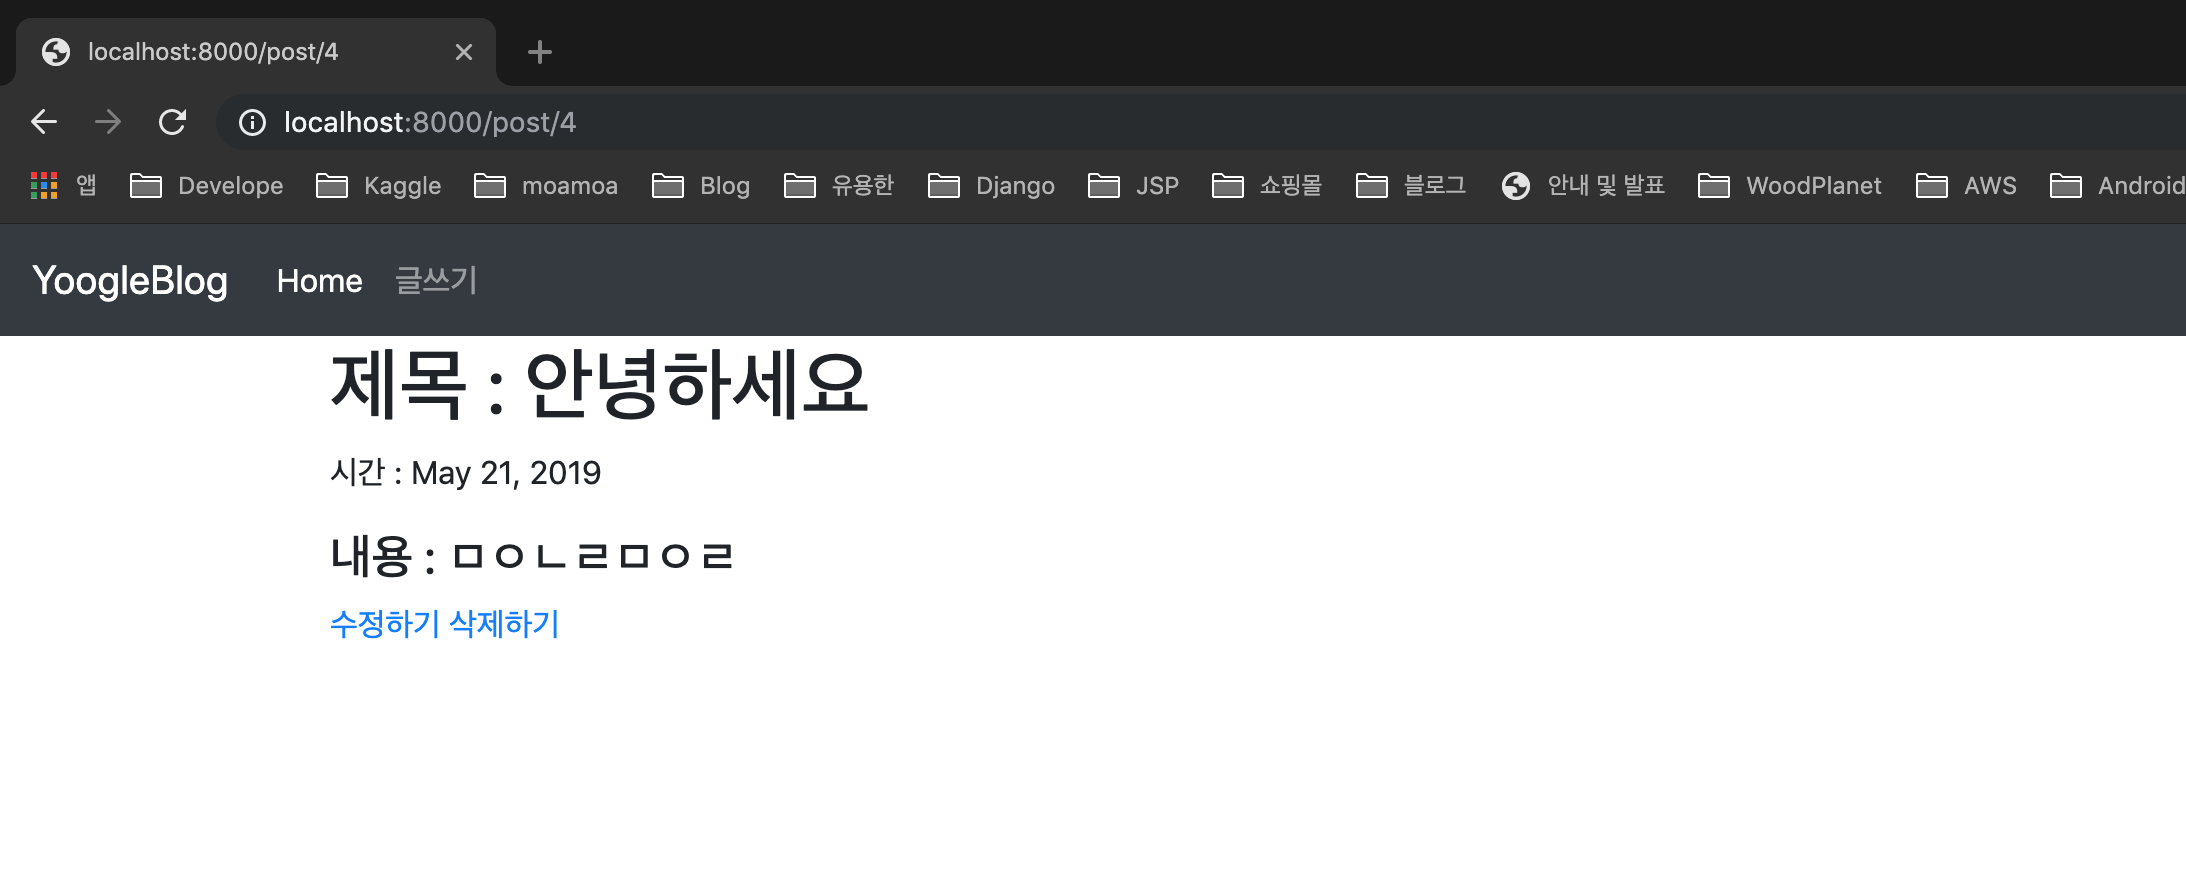 localhost:8000/post/4
localhost:8000/post/4
앱 Develope Kaggle moamoa Blog 유용한 Django JSP 쇼핑몰 블로그 안내 및 발표 WoodPlanet AWS Android
YoogleBlog Home 글쓰기
제목 : 안녕하세요
시간 : May 21, 2019
내용 : ㅁㅇㄴㄹㅁㅇㄹ
수정하기 삭제하기